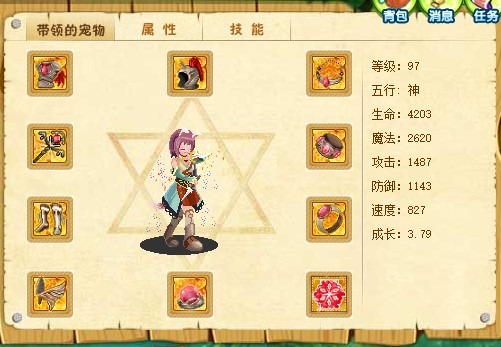 背包 消息 任务
带领的宠物 属性 技能
等级: 97
五行: 神
生命: 4203
魔法: 2620
攻击: 1487
防御: 1143
速度: 827
成长: 3.79